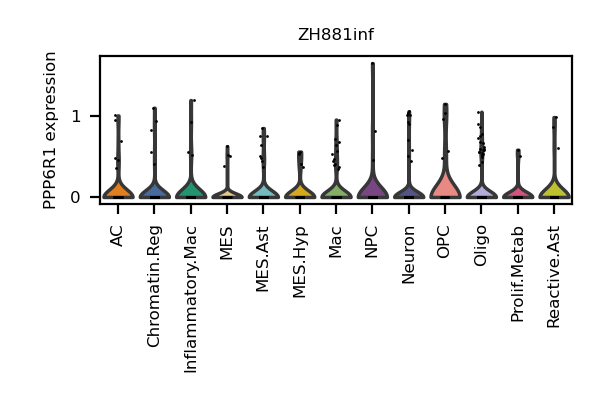 ZH881inf
PPP6R1 expression
1
0
AC
Chromatin.Reg
Inflammatory.Mac
MES
MES.Ast
MES.Hyp
Mac
NPC
Neuron
OPC
Oligo
Prolif.Metab
Reactive.Ast